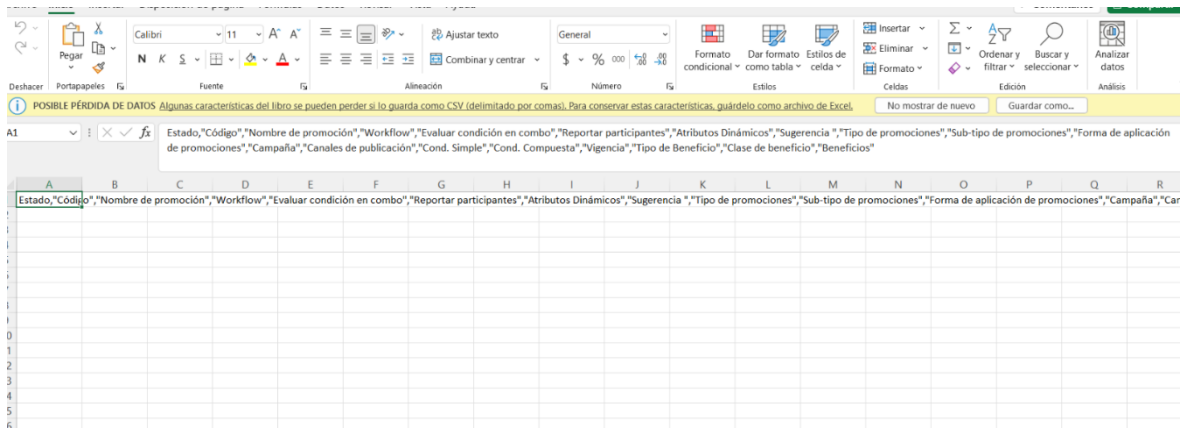 Calibri 11 A^ A˅ Ajustar texto General Insertar
Pegar N K S A Combinar y centrar $ % 000 Formato condicional Dar formato como tabla Estilos de celda Eliminar Formato Ordenar y filtrar Buscar y seleccionar Analizar datos
Deshacer Portapapeles Fuente Alineación Número Estilos Celdas Edición Análisis
POSIBLE PÉRDIDA DE DATOS Algunas características del libro se pueden perder si lo guarda como CSV (delimitado por comas). Para conservar estas características, guárdelo como archivo de Excel. No mostrar de nuevo Guardar como...
A1 fx Estado,"Código","Nombre de promoción","Workflow","Evaluar condición en combo","Reportar participantes","Atributos Dinámicos","Sugerencia ","Tipo de promociones","Sub-tipo de promociones","Forma de aplicación
de promociones","Campaña","Canales de publicación","Cond. Simple","Cond. Compuesta","Vigencia","Tipo de Beneficio","Clase de beneficio","Beneficios"
A B C D E F G H I J K L M N O P Q R
Estado,"Código","Nombre de promoción","Workflow","Evaluar condición en combo","Reportar participantes","Atributos Dinámicos","Sugerencia ","Tipo de promociones","Sub-tipo de promociones","Forma de aplicación de promociones","Campaña","Car